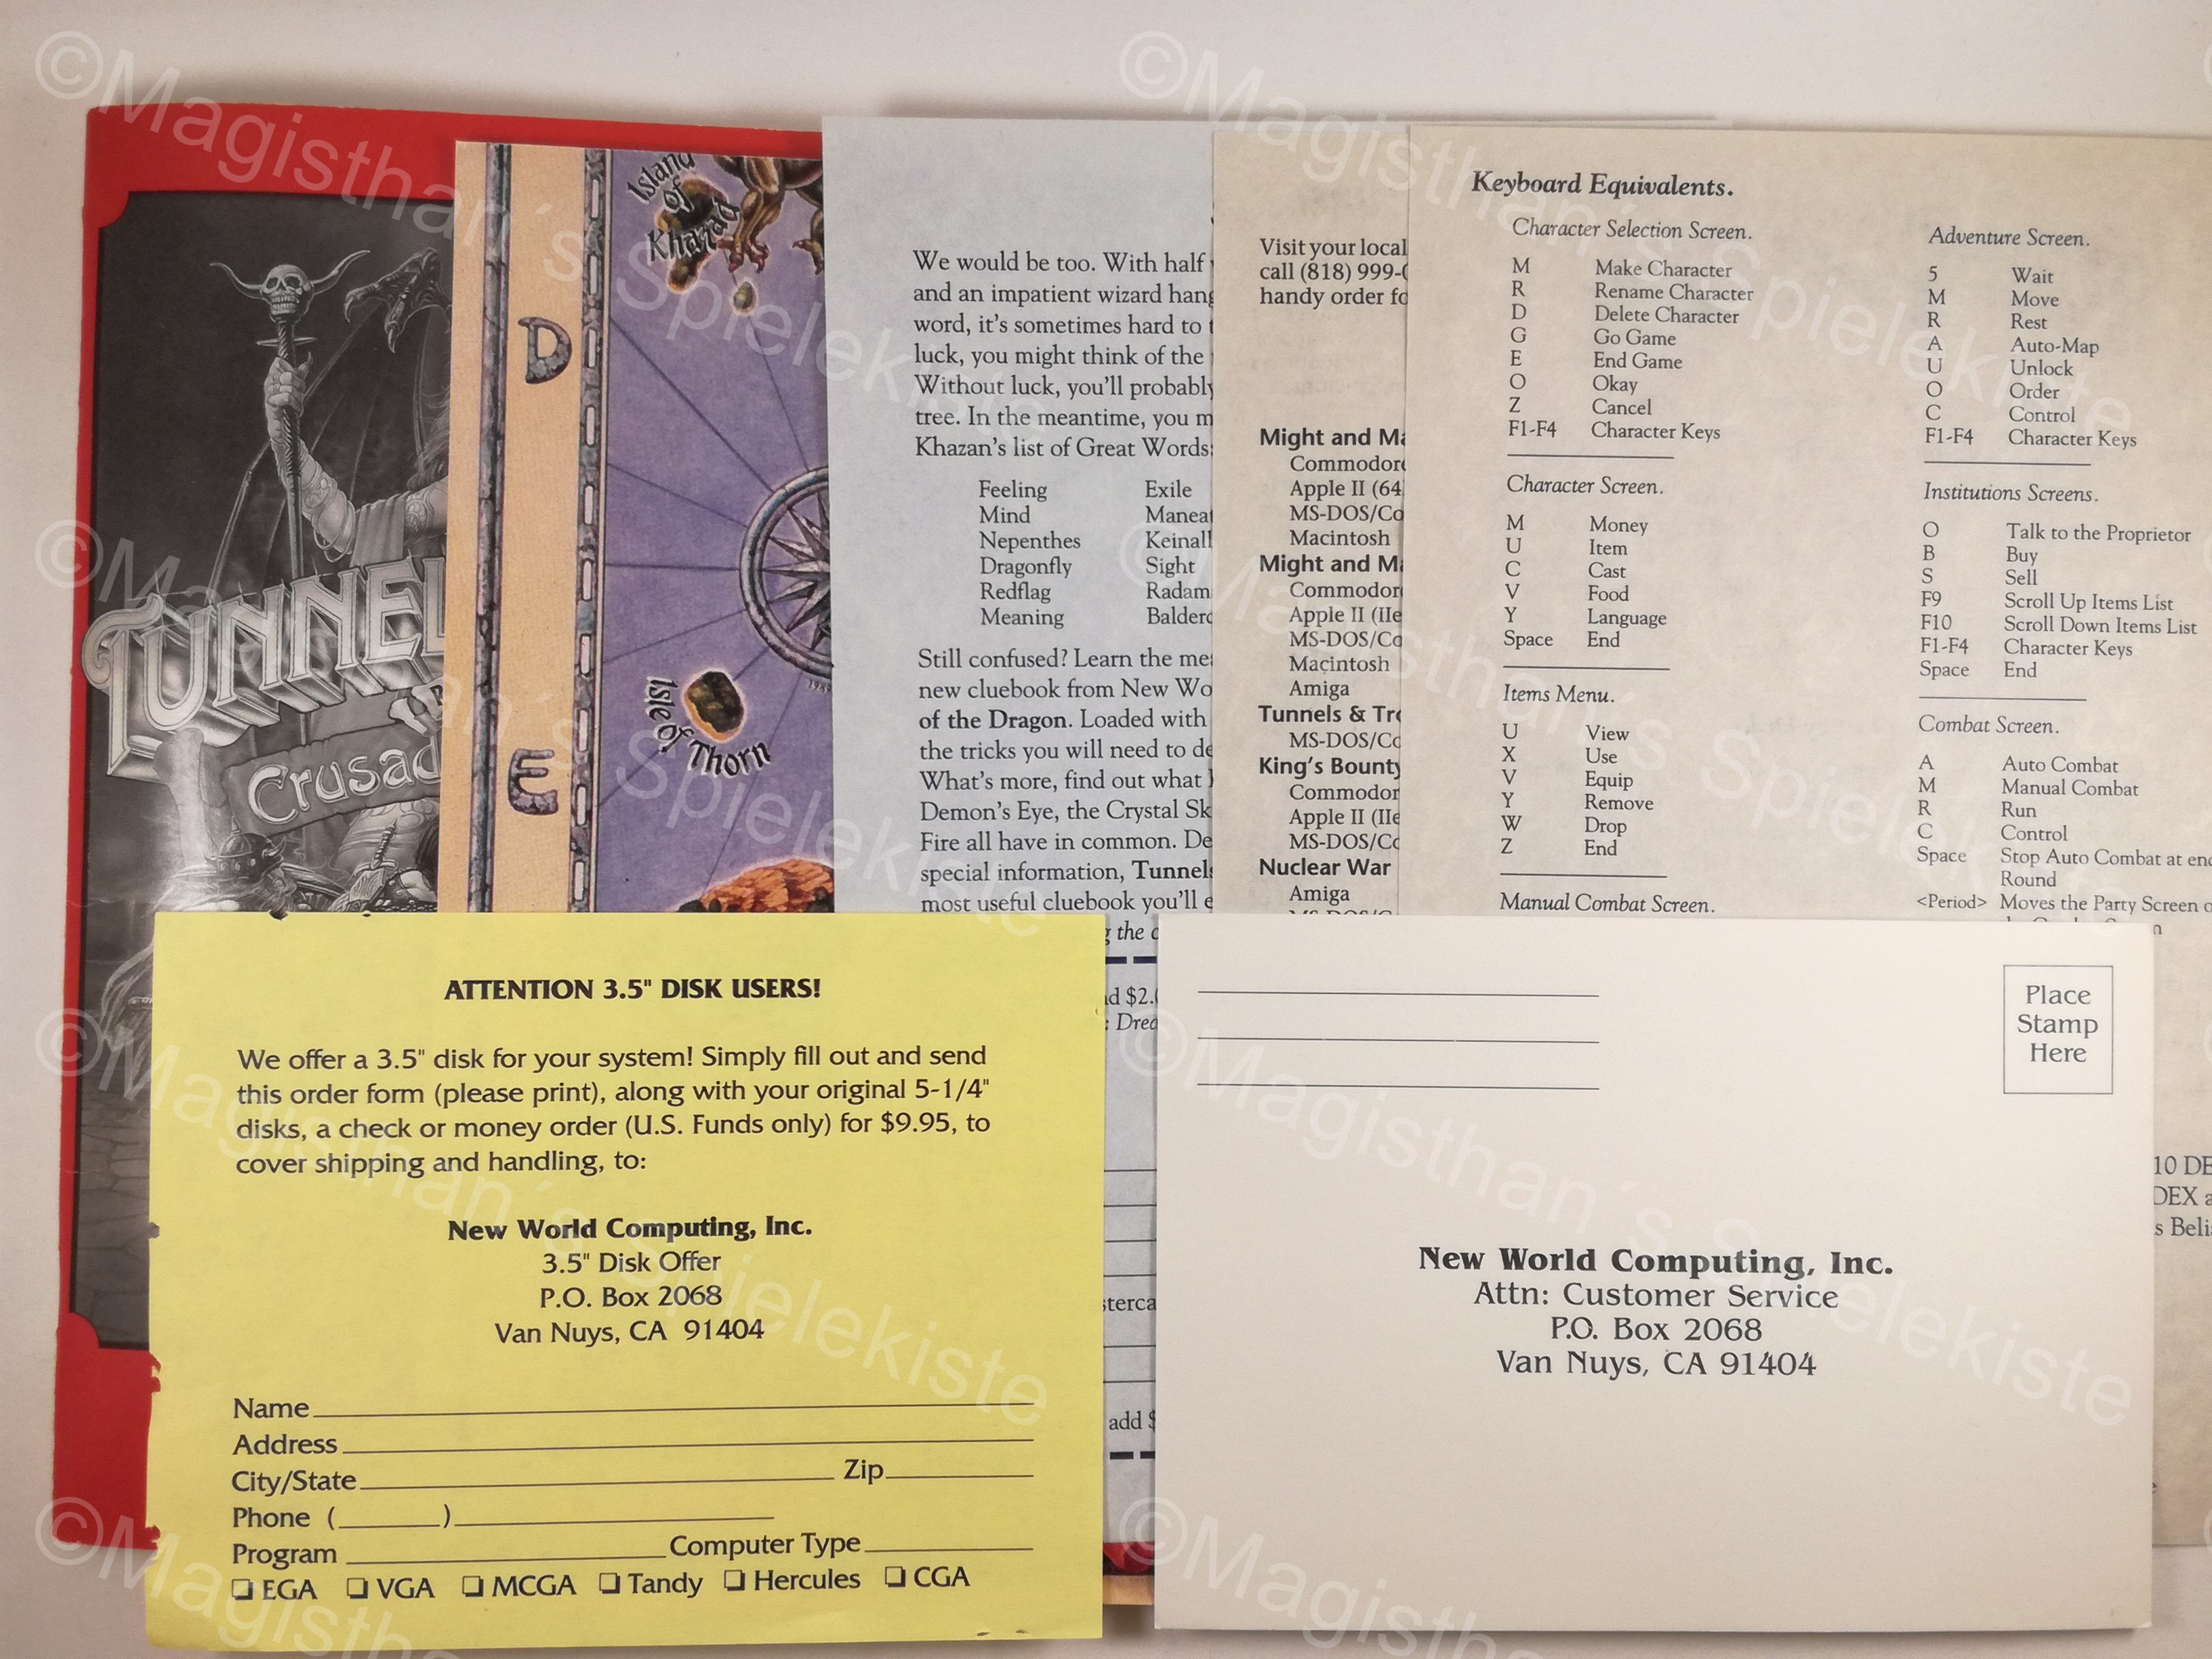 TUNNEL
Crusad
D
E
Island
of
Khazad
Isle of Thorn
We would be too. With half
and an impatient wizard hang
word, it's sometimes hard to
luck, you might think of the
Without luck, you'll probably
tree. In the meantime, you m
Khazan's list of Great Words:
Feeling Exile
Mind Manea
Nepenthes Keinall
Dragonfly Sight
Redflag Radam
Meaning Balderd
Still confused? Learn the me
new cluebook from New Wo
of the Dragon. Loaded with
the tricks you will need to de
What's more, find out what
Demon's Eye, the Crystal Sk
Fire all have in common. De
special information, Tunnels
most useful cluebook you'll e
g the c
d $2.
: Drea
sterca
add $
Visit your local
call (818) 999-
handy order fo
Might and Ma
Commodore
Apple II (64
MS-DOS/Co
Macintosh
Might and Ma
Commodor
Apple II (IIe
MS-DOS/Co
Macintosh
Amiga
Tunnels & Tro
MS-DOS/Co
King's Bounty
Commodor
Apple II (IIe
MS-DOS/Co
Nuclear War
Amiga
Keyboard Equivalents.
Character Selection Screen.
M Make Character
R Rename Character
D Delete Character
G Go Game
E End Game
O Okay
Z Cancel
F1-F4 Character Keys
Character Screen.
M Money
U Item
C Cast
V Food
Y Language
Space End
Items Menu.
U View
X Use
V Equip
Y Remove
W Drop
Z End
Manual Combat Screen.
Adventure Screen.
5 Wait
M Move
R Rest
A Auto-Map
U Unlock
O Order
C Control
F1-F4 Character Keys
Institutions Screens.
O Talk to the Proprietor
B Buy
S Sell
F9 Scroll Up Items List
F10 Scroll Down Items List
F1-F4 Character Keys
Space End
Combat Screen.
A Auto Combat
M Manual Combat
R Run
C Control
Space Stop Auto Combat at end
Round
<Period> Moves the Party Screen o
10 DE
DEX a
s Beli
ATTENTION 3.5" DISK USERS!
We offer a 3.5" disk for your system! Simply fill out and send
this order form (please print), along with your original 5-1/4"
disks, a check or money order (U.S. Funds only) for $9.95, to
cover shipping and handling, to:
New World Computing, Inc.
3.5" Disk Offer
P.O. Box 2068
Van Nuys, CA 91404
Name
Address
City/State Zip
Phone ( )
Program Computer Type
EGA VGA MCGA Tandy Hercules CGA
Place
Stamp
Here
New World Computing, Inc.
Attn: Customer Service
P.O. Box 2068
Van Nuys, CA 91404
©Magisthan´s Spielekiste